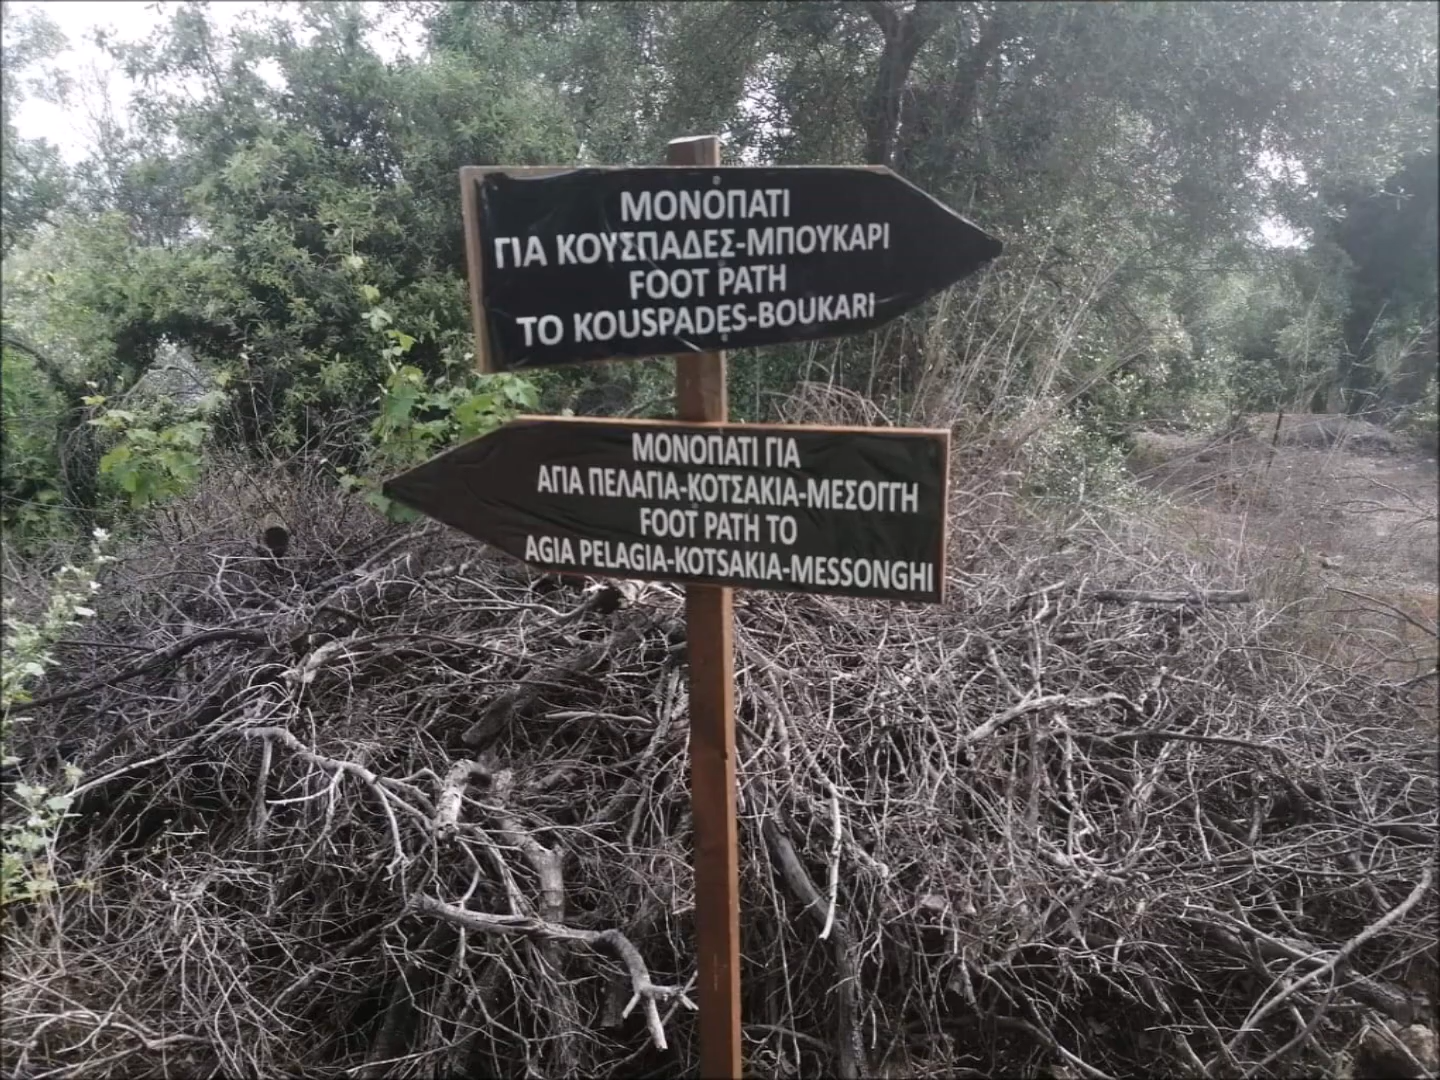 ΜΟΝΟΠΑΤΙ
ΓΙΑ ΚΟΥΣΠΑΔΕΣ-ΜΠΟΥΚΑΡΙ
FOOT PATH
TO KOUSPADES-BOUKARI
ΜΟΝΟΠΑΤΙ ΓΙΑ
ΑΓΙΑ ΠΕΛΑΓΙΑ-ΚΟΤΣΑΚΙΑ-ΜΕΣΟΓΓΗ
FOOT PATH TO
AGIA PELAGIA-KOTSAKIA-MESSONGHI